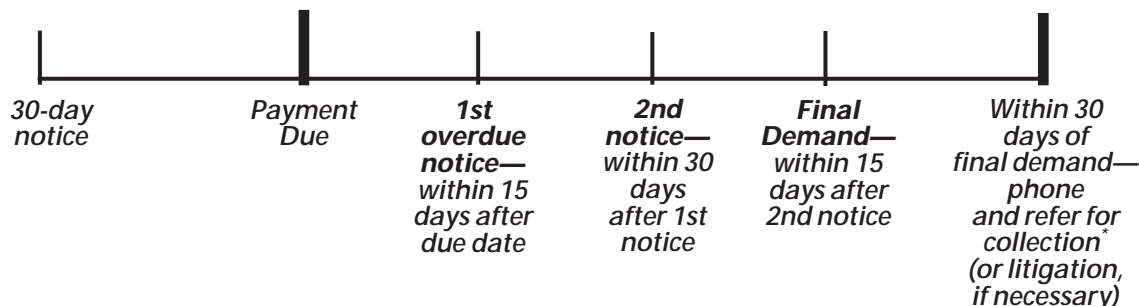 30-day
notice
Payment
Due
1st
overdue
notice—
within 15
days after
due date
2nd
notice—
within 30
days
after 1st
notice
Final
Demand—
within 15
days after
2nd notice
Within 30
days of
final demand—
phone
and refer for
collection*
(or litigation,
if necessary)